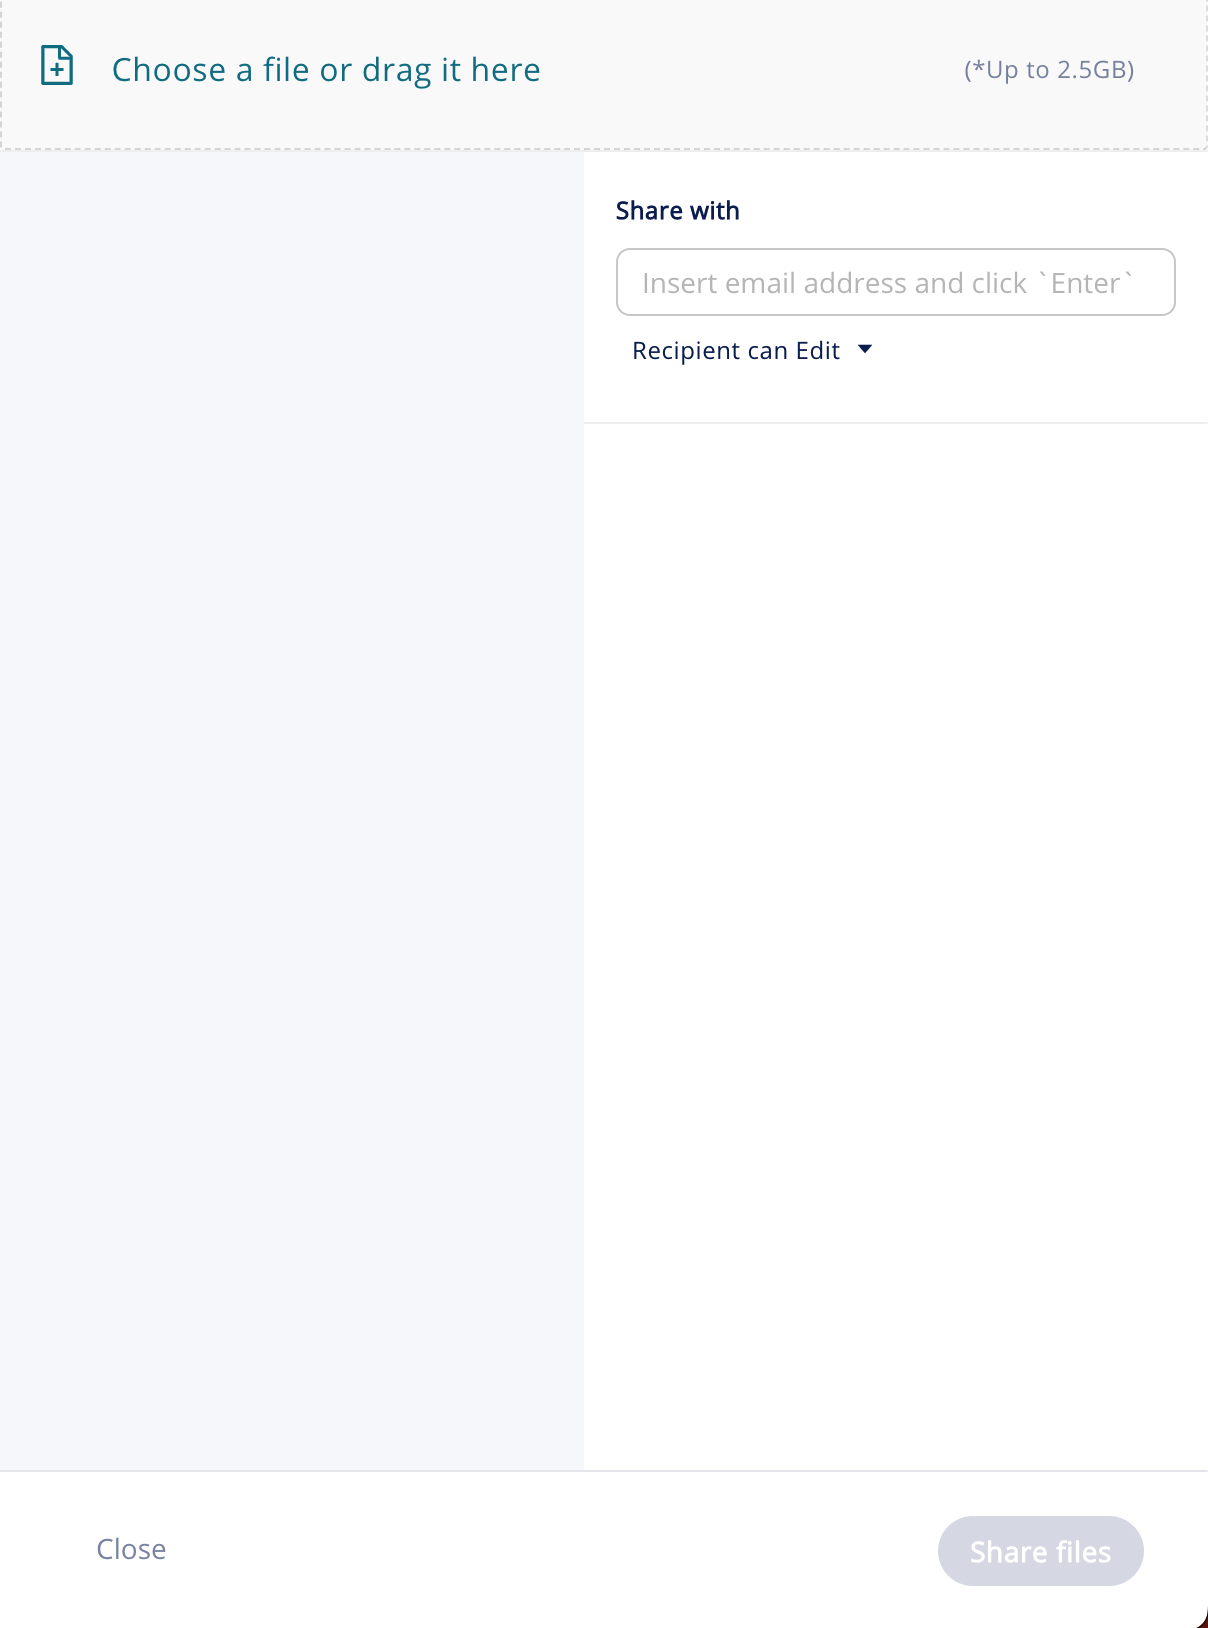 Choose a file or drag it here
(*Up to 2.5GB)
Share with
Insert email address and click `Enter`
Recipient can Edit
Close
Share files